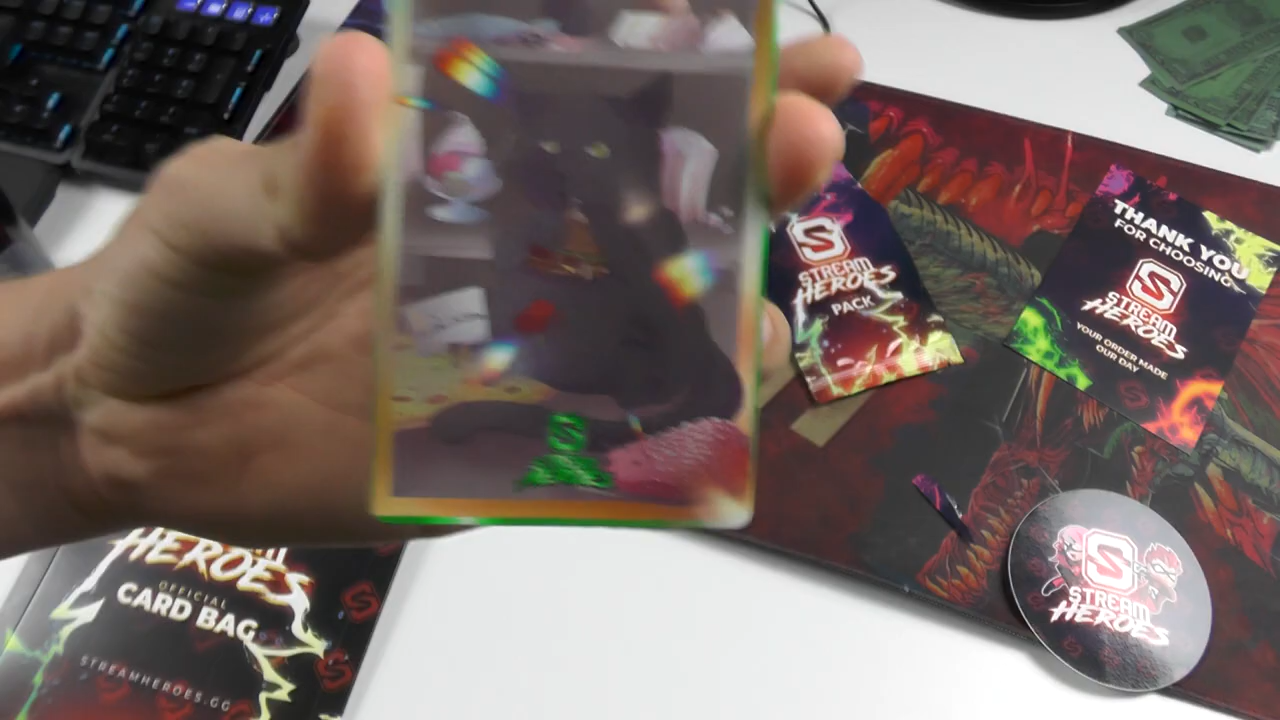 S
STREAM
HEROES
PACK
THANK YOU
FOR CHOOSING
S
STREAM
HEROES
YOUR ORDER MADE
OUR DAY
HEROES
OFFICIAL
CARD BAG
STREAMHEROES.GG
S
STREAM
HEROES